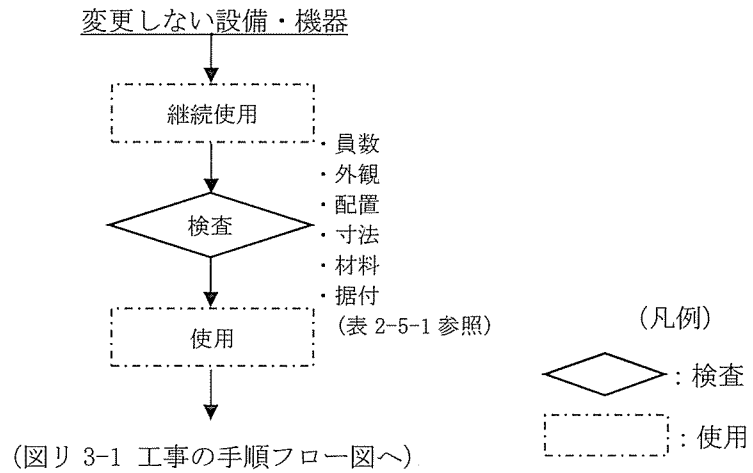 変更しない設備・機器
継続使用
・員数
・外観
・配置
検査
・寸法
・材料
・据付
(表 2-5-1 参照)
使用
(凡例)
：検査
：使用
(図リ 3-1 工事の手順フロー図へ)